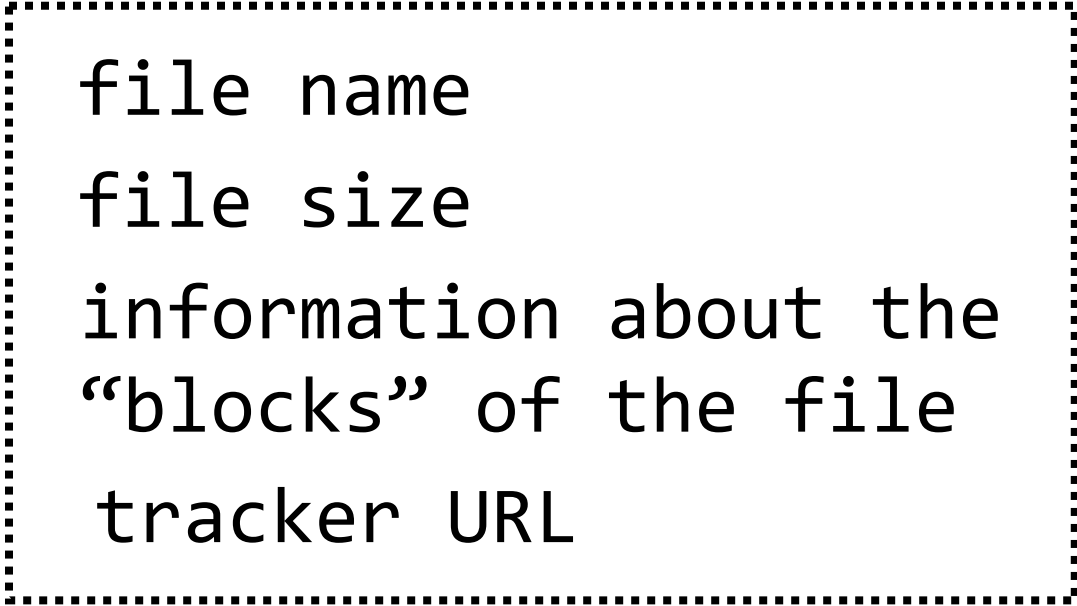 file name
file size
information about the
“blocks” of the file
tracker URL